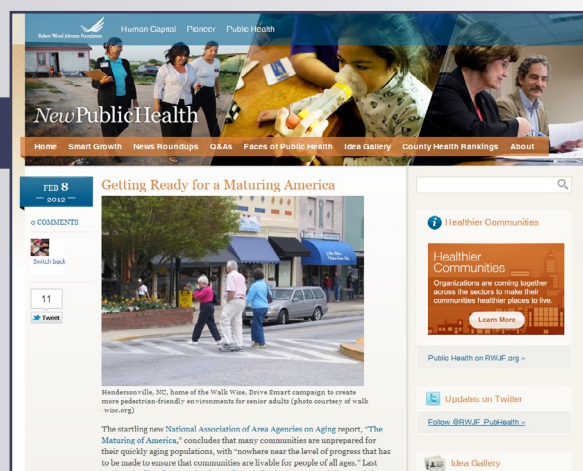 Robert Wood Johnson Foundation
Human Capital Pioneer Public Health
NewPublicHealth
Home Smart Growth News Roundups Q&As Faces of Public Health Idea Gallery County Health Rankings About
FEB 8
2012
0 COMMENTS
Switch back
11
Tweet
Getting Ready for a Maturing America
Hendersonville, NC, home of the Walk Wise, Drive Smart campaign to create
more pedestrian-friendly environments for senior adults (photo courtesy of walk
-wise.org)
The startling new National Association of Area Agencies on Aging report, “The
Maturing of America,” concludes that many communities are unprepared for
their quickly aging populations, with “nowhere near the level of progress that has
to be made to ensure that communities are livable for people of all ages.” Last
Healthier Communities
Healthier
Communities
Organizations are coming together
across the sectors to make their
communities healthier places to live.
Learn More
Public Health on RWJF.org »
Updates on Twitter
Follow @RWJF_PubHealth »
Idea Gallery